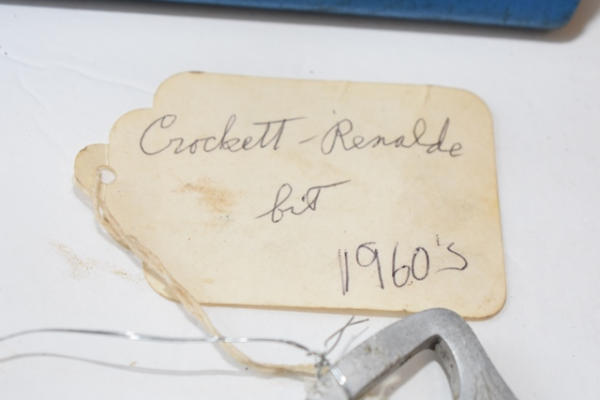 Crockett - Renalde
bit
1960's